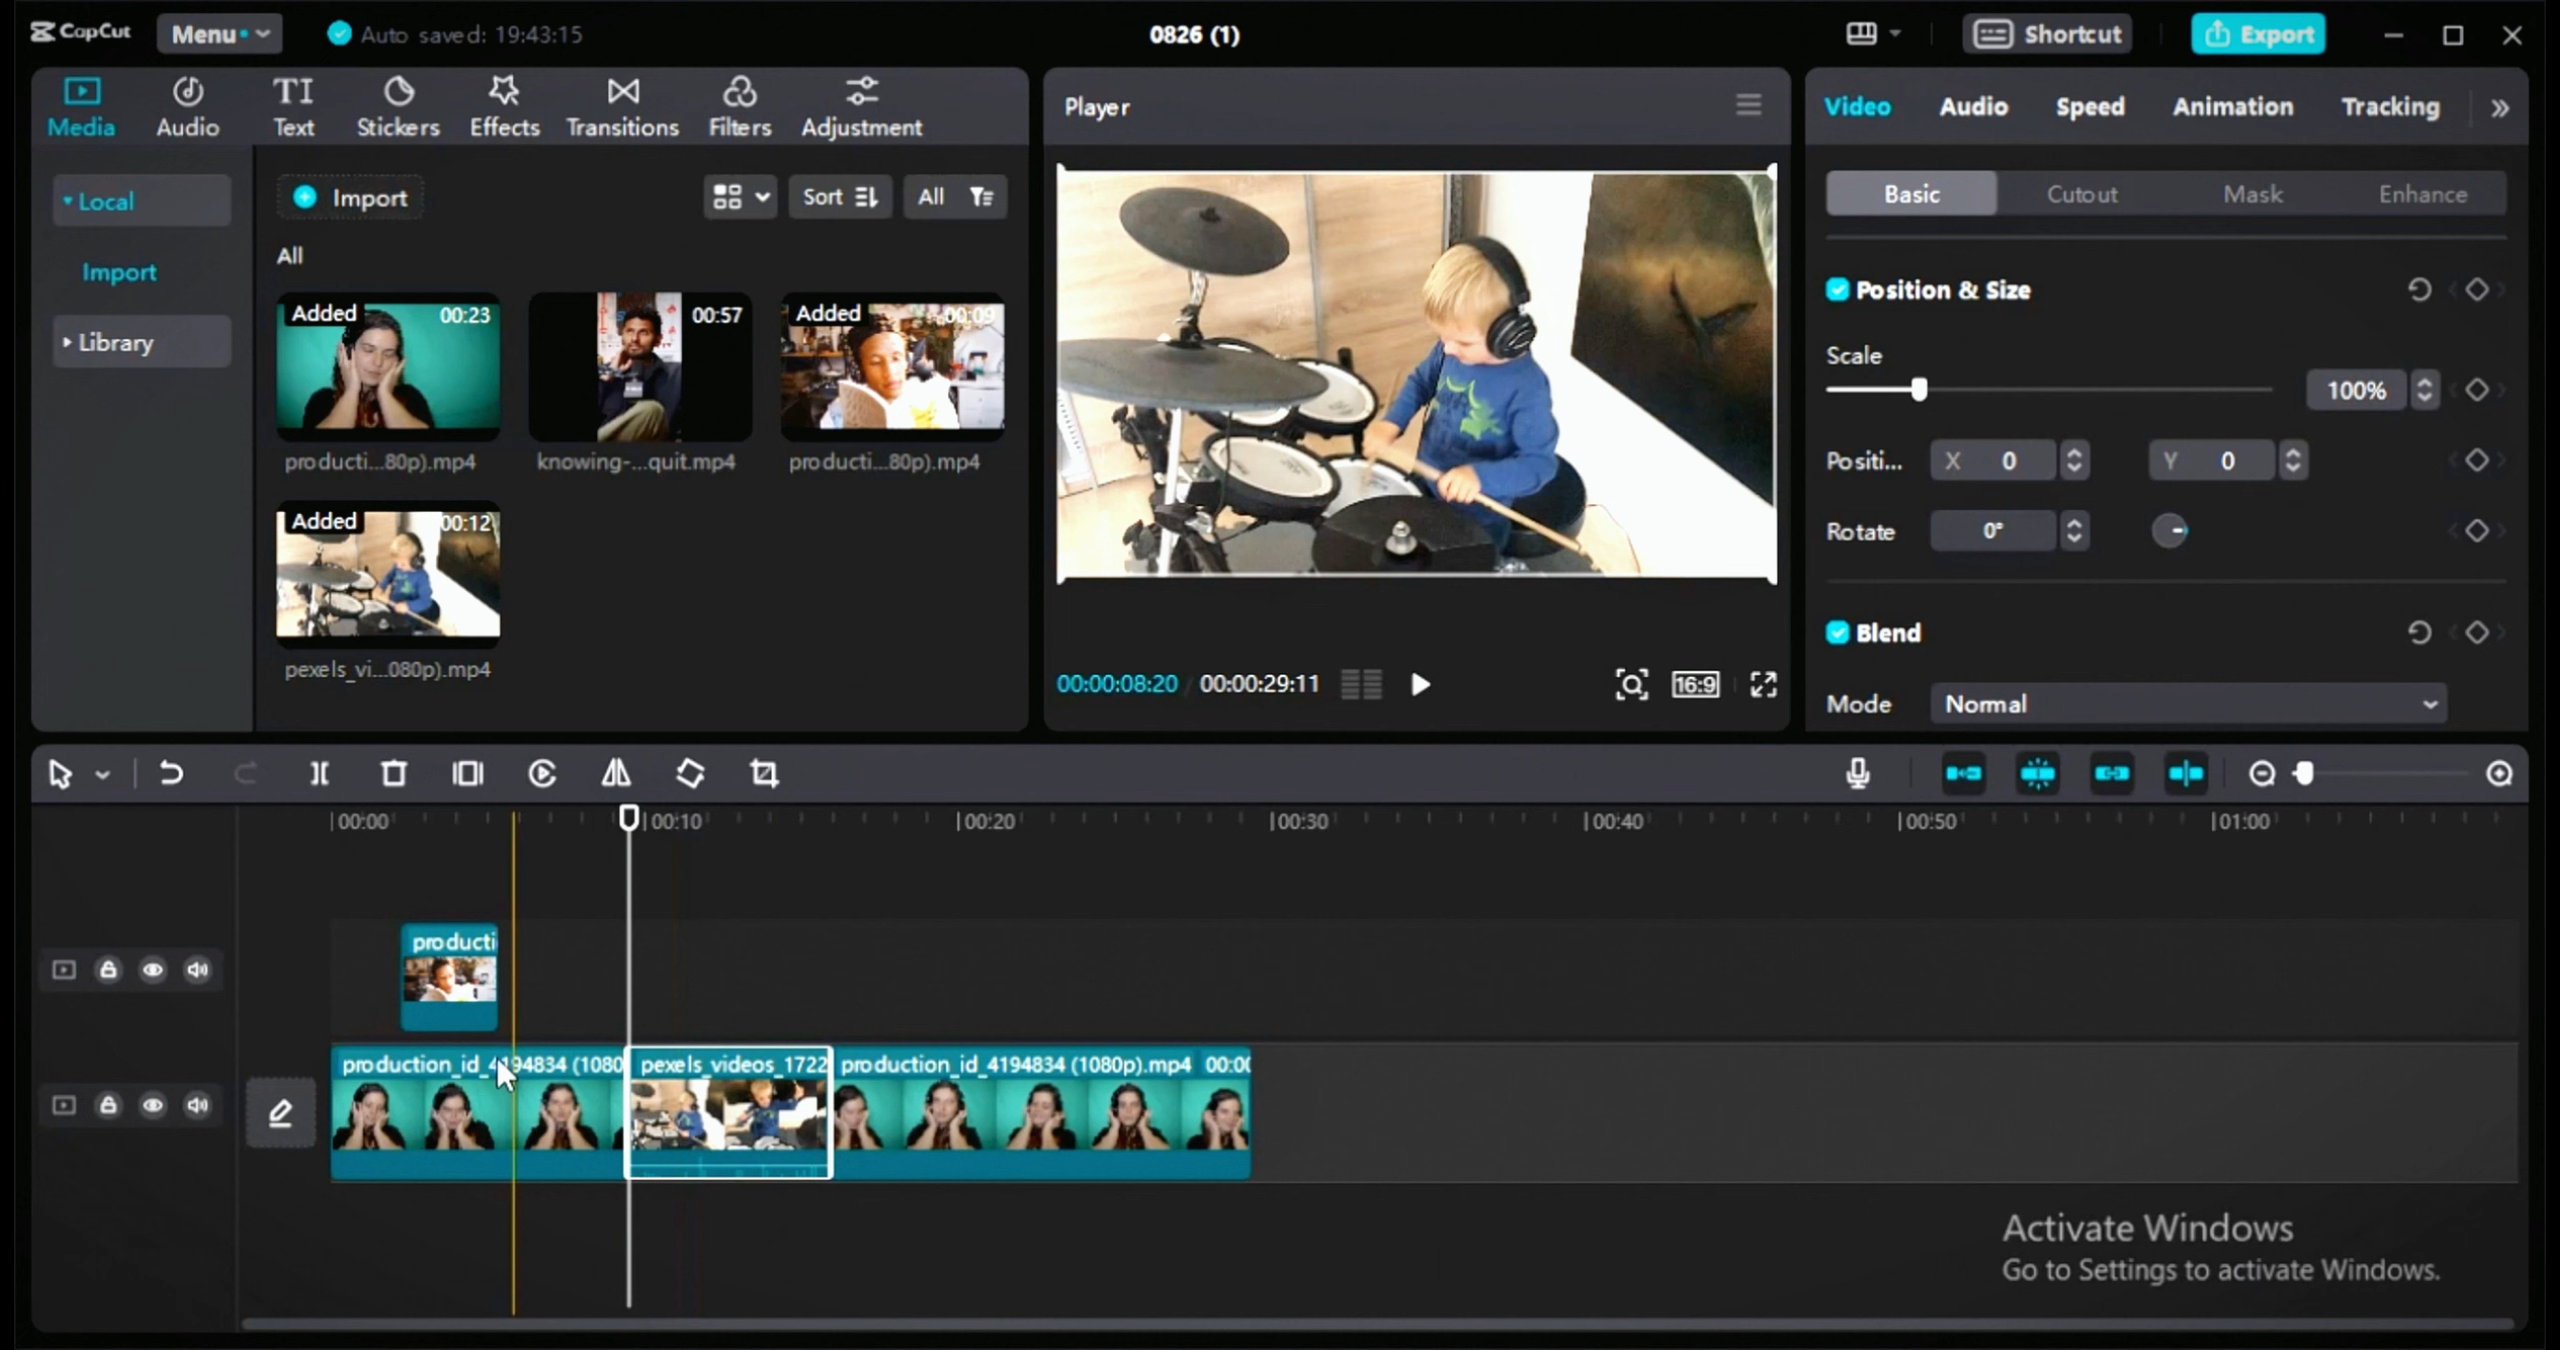 CapCut
Menu
Auto saved: 19:43:15
0826 (1)
Shortcut
Export
Media
Audio
TI
Text
Stickers
Effects
Transitions
Filters
Adjustment
Player
Video
Audio
Speed
Animation
Tracking
Local
Import
Library
Import
Sort
All
All
Added
00:23
producti...80p).mp4
00:57
knowing-...quit.mp4
Added
00:09
producti...80p).mp4
Added
00:12
pexels_vi...080p).mp4
00:00:08:20
00:00:29:11
16:9
Basic
Cutout
Mask
Enhance
Position & Size
Scale
100%
Positi...
X 0
Y 0
Rotate
0°
Blend
Mode
Normal
00:00
00:10
00:20
00:30
00:40
00:50
01:00
producti
production_id_4194834 (1080
pexels_videos_1722
production_id_4194834 (1080p).mp4 00:00
Activate Windows
Go to Settings to activate Windows.